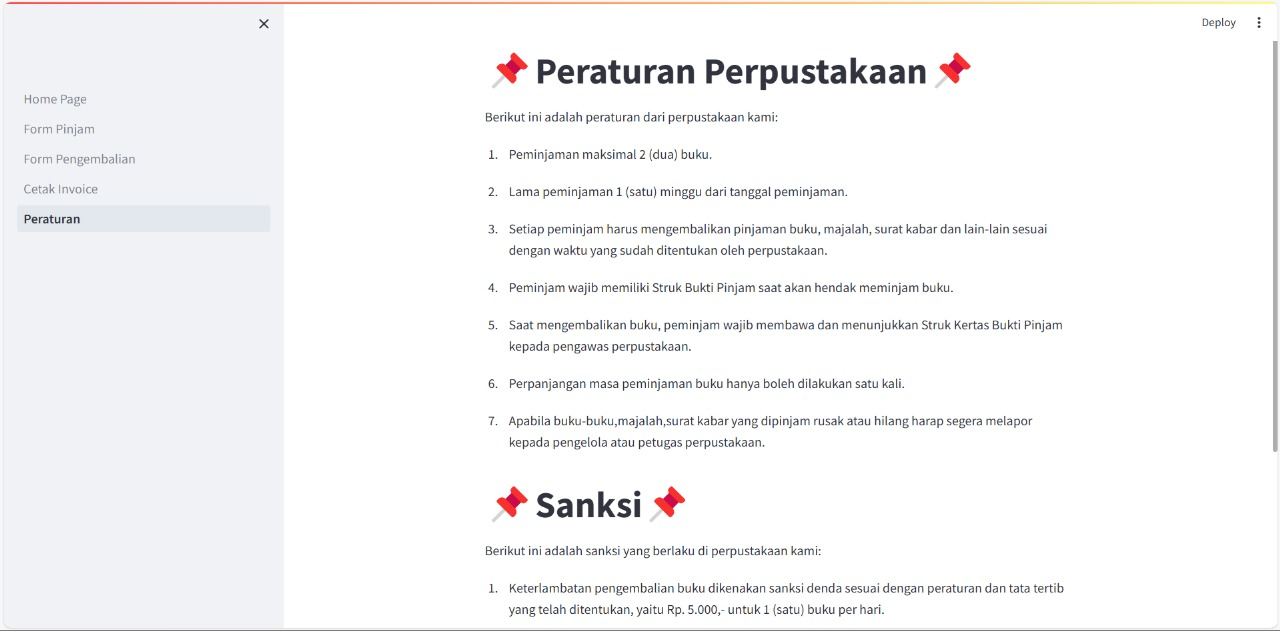 Deploy
Home Page
Form Pinjam
Form Pengembalian
Cetak Invoice
Peraturan
Peraturan Perpustakaan
Berikut ini adalah peraturan dari perpustakaan kami:
1. Peminjaman maksimal 2 (dua) buku.
2. Lama peminjaman 1 (satu) minggu dari tanggal peminjaman.
3. Setiap peminjam harus mengembalikan pinjaman buku, majalah, surat kabar dan lain-lain sesuai
dengan waktu yang sudah ditentukan oleh perpustakaan.
4. Peminjam wajib memiliki Struk Bukti Pinjam saat akan hendak meminjam buku.
5. Saat mengembalikan buku, peminjam wajib membawa dan menunjukkan Struk Kertas Bukti Pinjam
kepada pengawas perpustakaan.
6. Perpanjangan masa peminjaman buku hanya boleh dilakukan satu kali.
7. Apabila buku-buku,majalah,surat kabar yang dipinjam rusak atau hilang harap segera melapor
kepada pengelola atau petugas perpustakaan.
Sanksi
Berikut ini adalah sanksi yang berlaku di perpustakaan kami:
1. Keterlambatan pengembalian buku dikenakan sanksi denda sesuai dengan peraturan dan tata tertib
yang telah ditentukan, yaitu Rp. 5.000,- untuk 1 (satu) buku per hari.